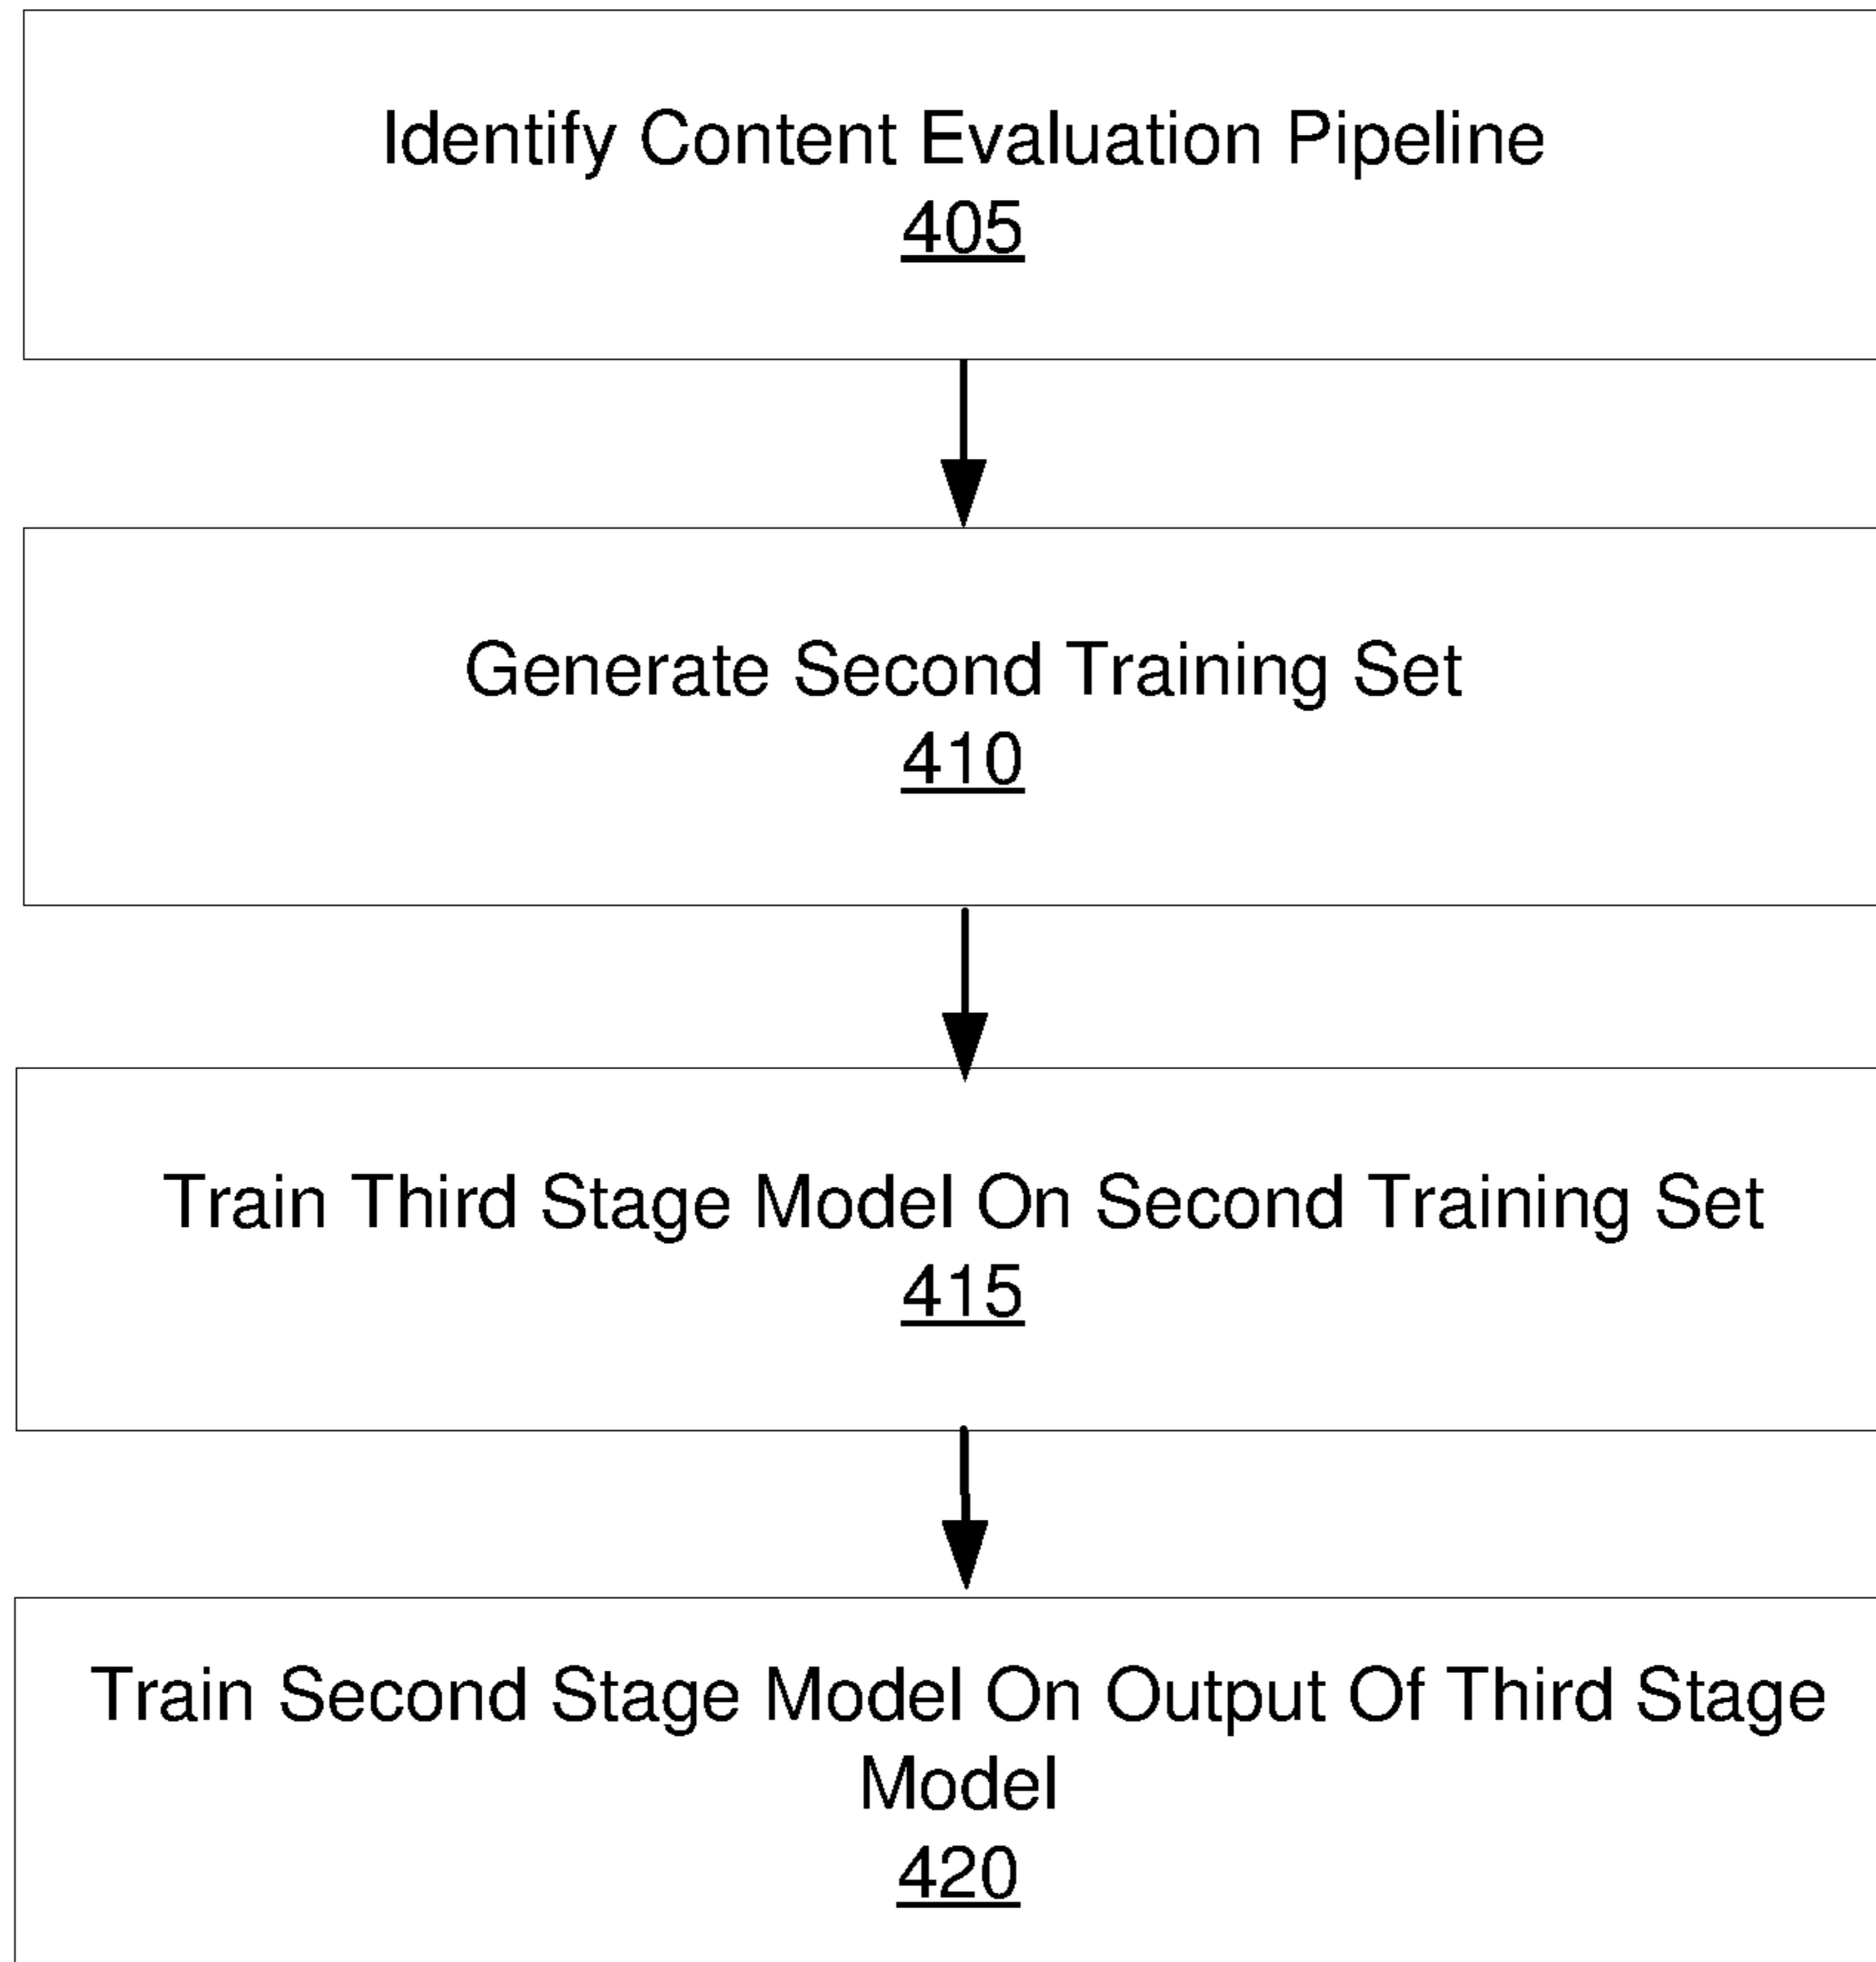 Identify Content Evaluation Pipeline
405
Generate Second Training Set
410
Train Third Stage Model On Second Training Set
415
Train Second Stage Model On Output Of Third Stage
Model
420